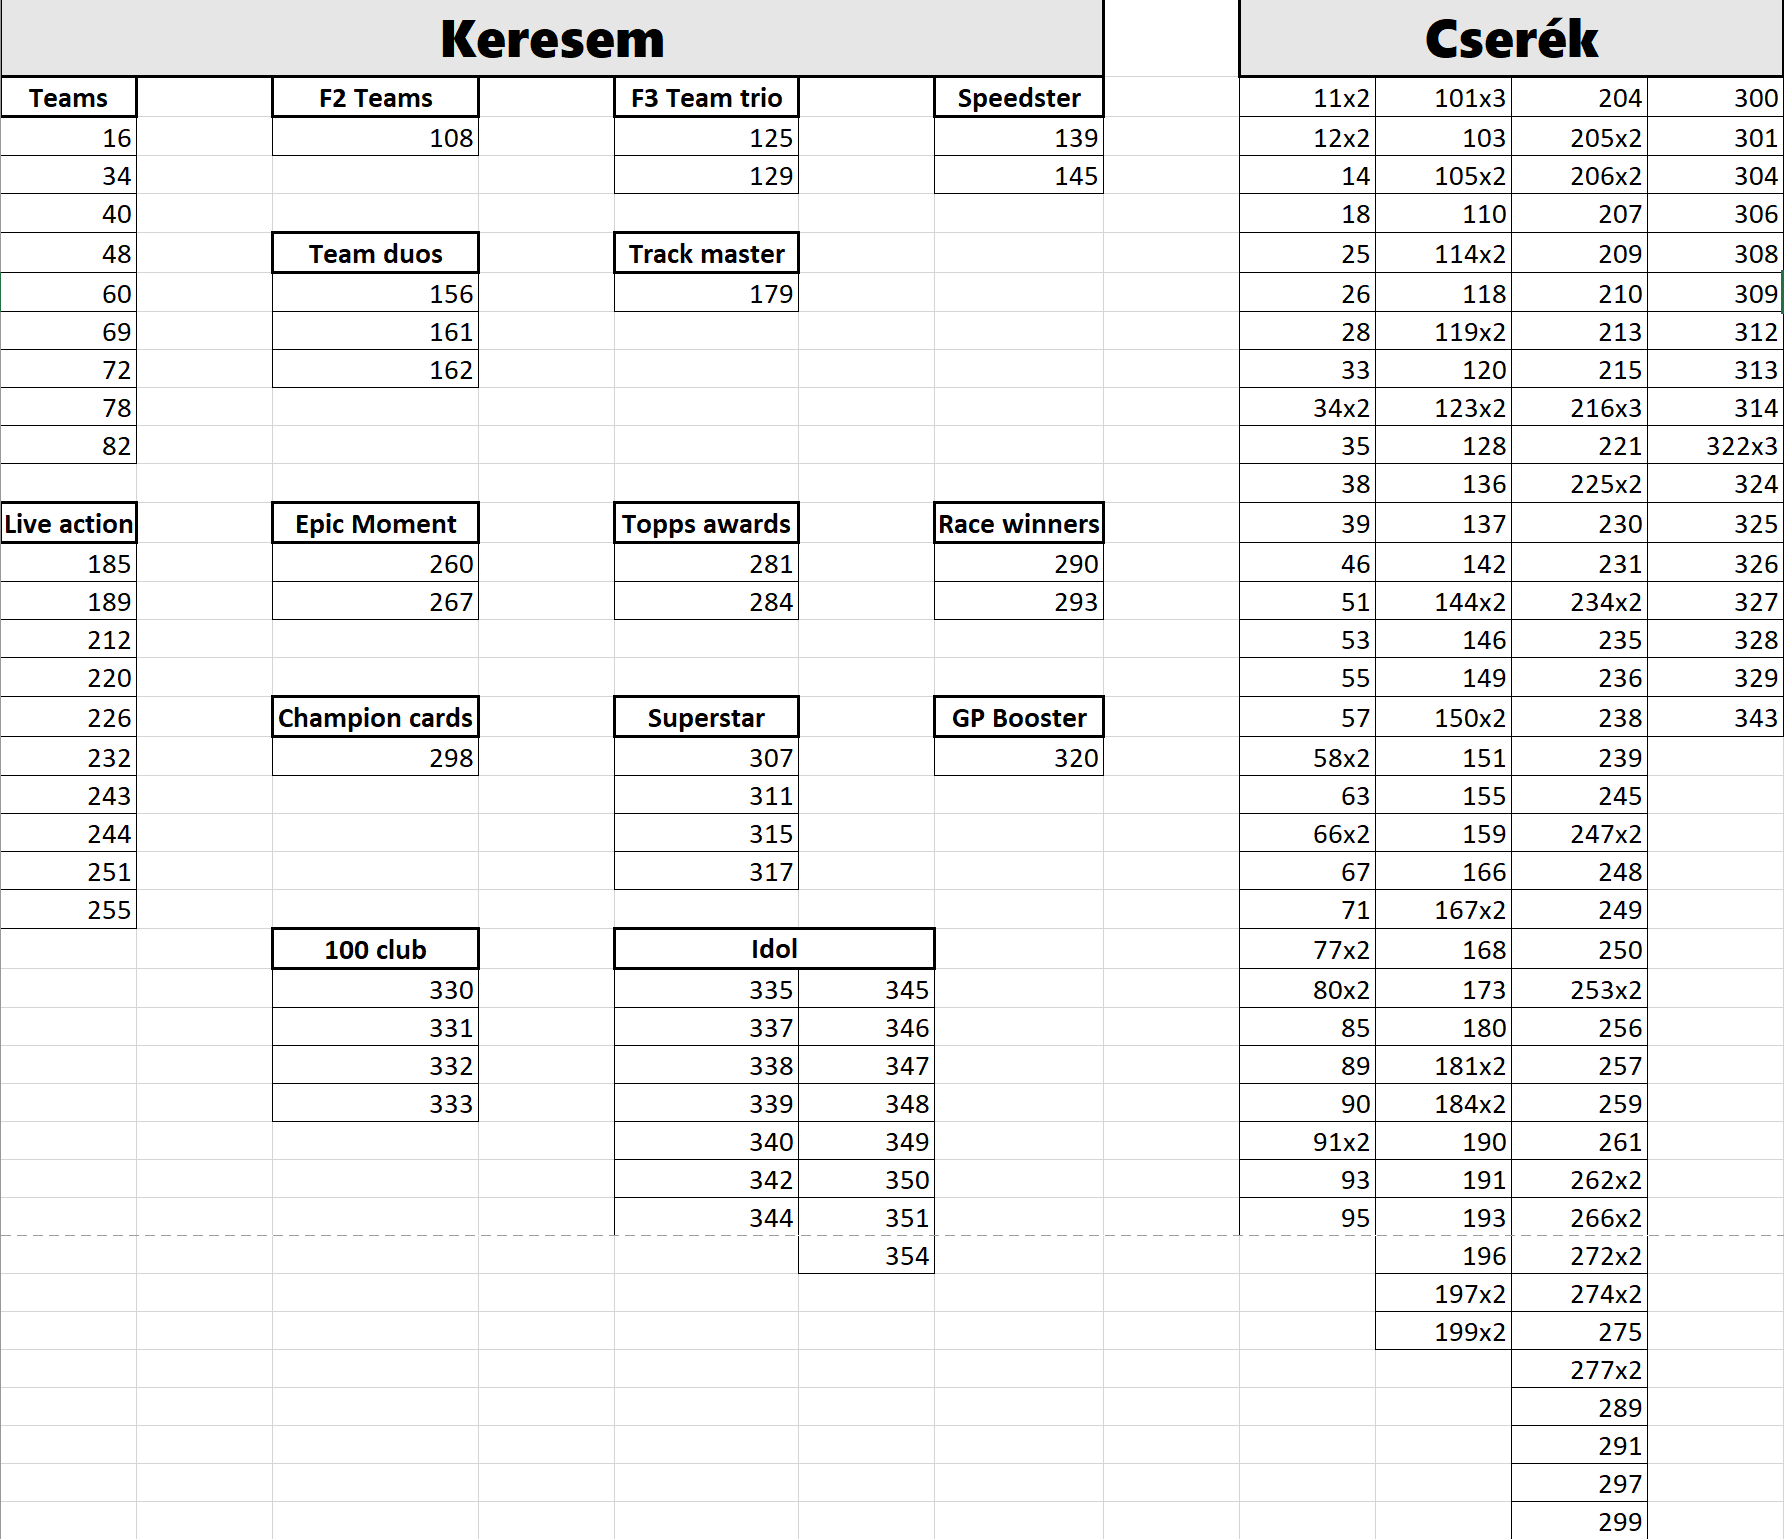 Keresem Cserék
Teams F2 Teams F3 Team trio Speedster 11x2 101x3 204 300
16 108 125 139 12x2 103 205x2 301
34 129 145 14 105x2 206x2 304
40 18 110 207 306
48 Team duos Track master 25 114x2 209 308
60 156 179 26 118 210 309
69 161 28 119x2 213 312
72 162 33 120 215 313
78 34x2 123x2 216x3 314
82 35 128 221 322x3
38 136 225x2 324
Live action Epic Moment Topps awards Race winners 39 137 230 325
185 260 281 290 46 142 231 326
189 267 284 293 51 144x2 234x2 327
212 53 146 235 328
220 55 149 236 329
226 Champion cards Superstar GP Booster 57 150x2 238 343
232 298 307 320 58x2 151 239
243 311 63 155 245
244 315 66x2 159 247x2
251 317 67 166 248
255 71 167x2 249
100 club Idol 77x2 168 250
330 335 345 80x2 173 253x2
331 337 346 85 180 256
332 338 347 89 181x2 257
333 339 348 90 184x2 259
340 349 91x2 190 261
342 350 93 191 262x2
344 351 95 193 266x2
354 196 272x2
197x2 274x2
199x2 275
277x2
289
291
297
299